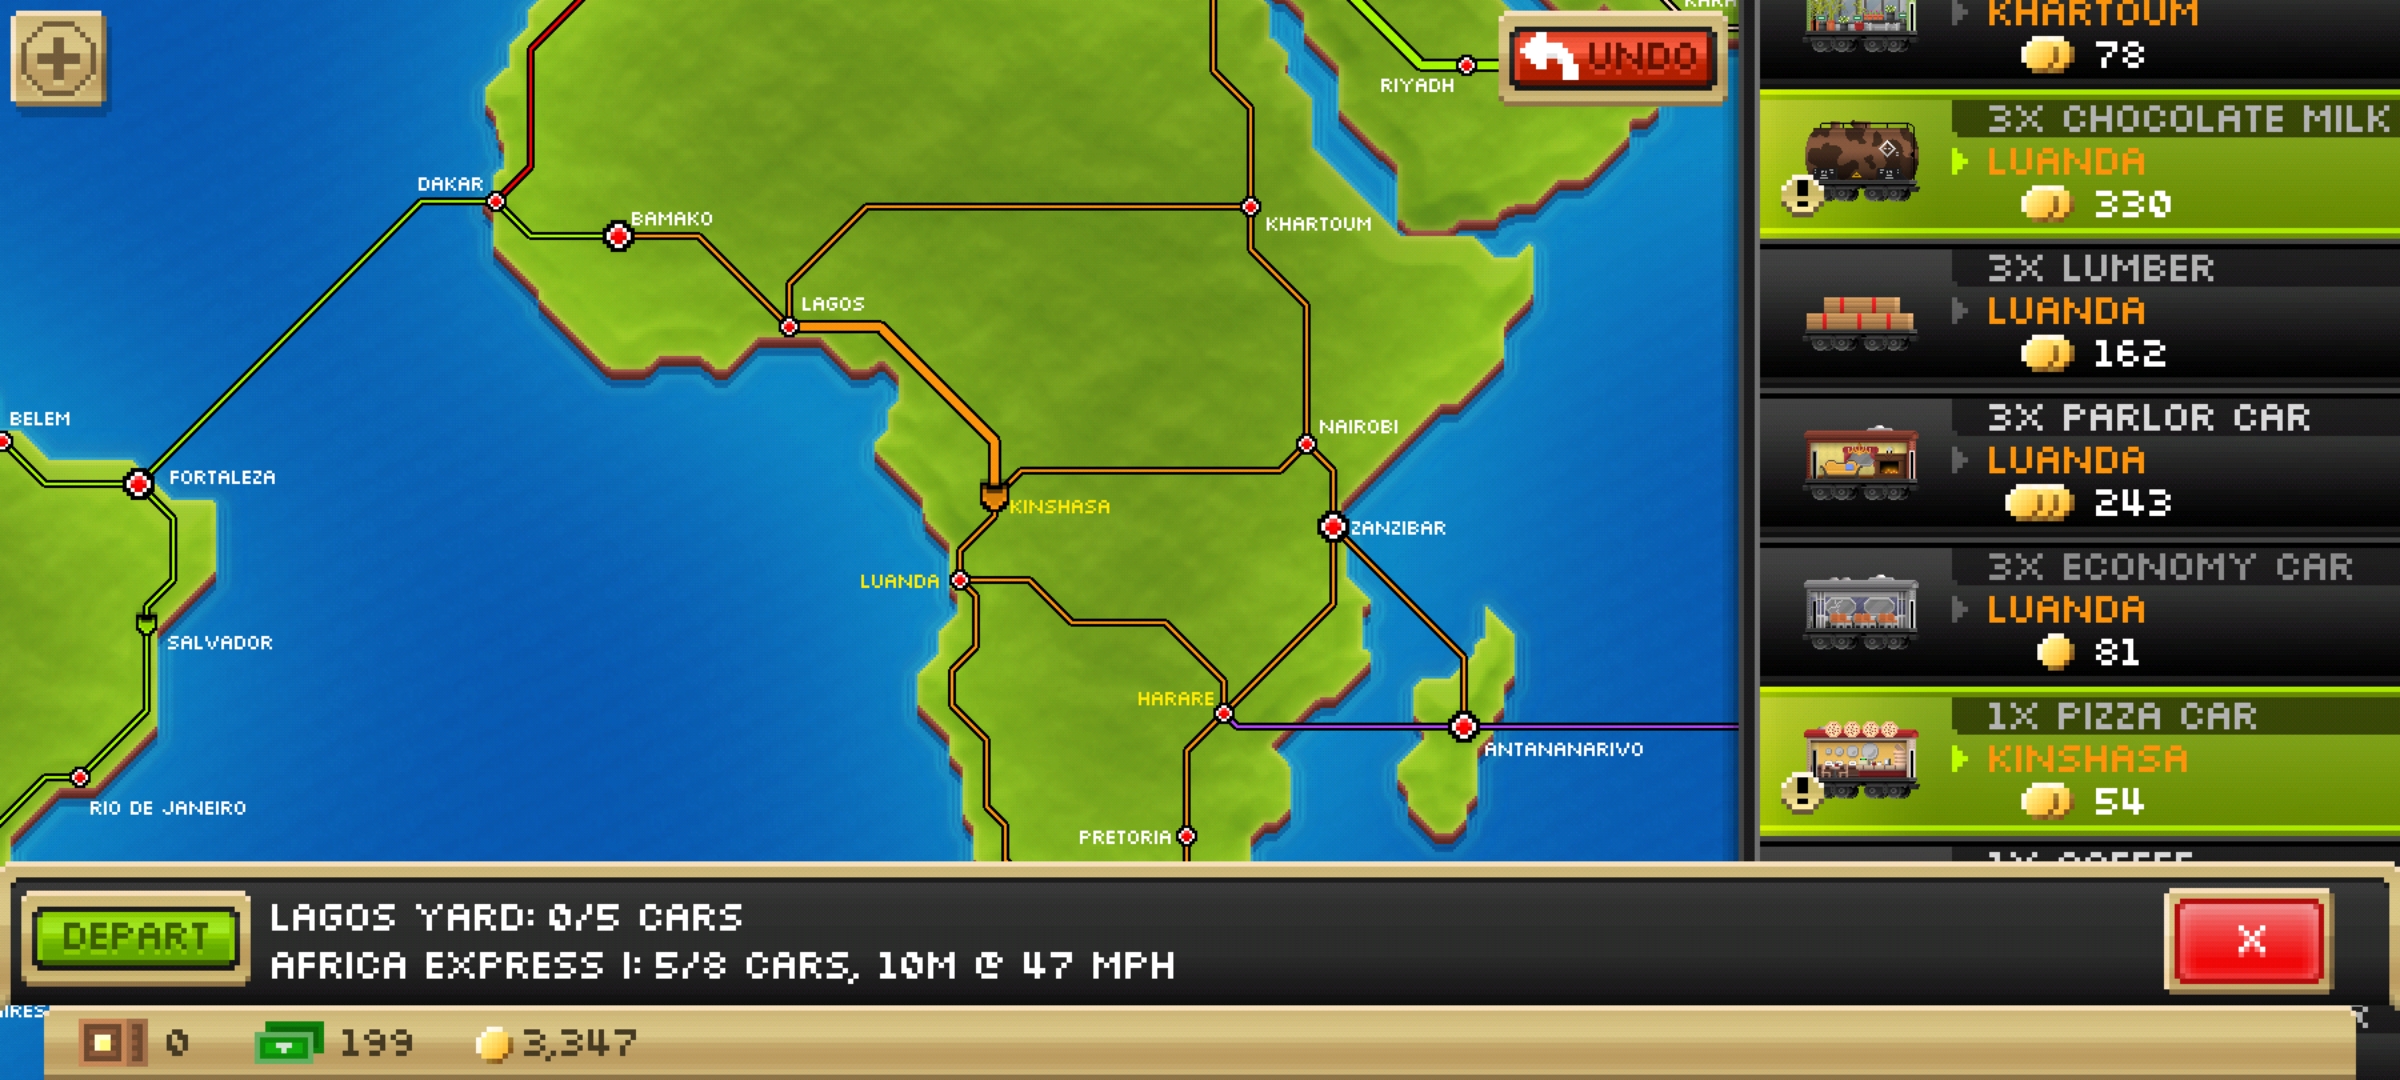 UNDO
RIYADH
DAKAR
BAMAKO
KHARTOUM
LAGOS
BELEM
FORTALEZA
NAIROBI
KINSHASA
ZANZIBAR
LUANDA
SALVADOR
HARARE
ANTANANARIVO
RIO DE JANEIRO
PRETORIA
KHARTOUM
78
3X CHOCOLATE MILK
LUANDA
330
3X LUMBER
LUANDA
162
3X PARLOR CAR
LUANDA
243
3X ECONOMY CAR
LUANDA
81
1X PIZZA CAR
KINSHASA
54
1X COFFEE
DEPART
LAGOS YARD: 0/5 CARS
AFRICA EXPRESS I: 5/8 CARS, 10M @ 47 MPH
X
0
199
3,347